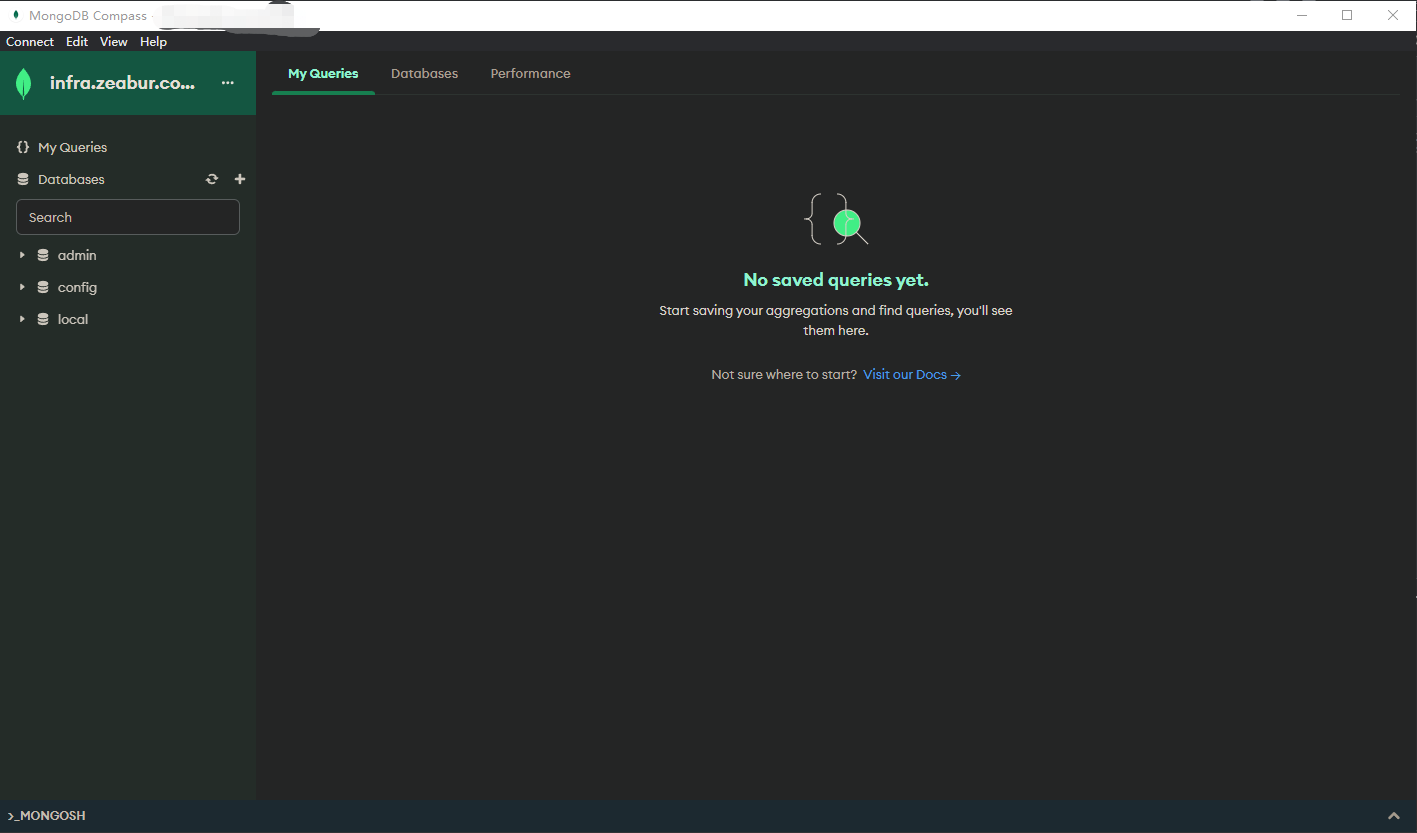 MongoDB Compass
Connect Edit View Help
infra.zeabur.co...
My Queries
Databases
Search
admin
config
local
My Queries Databases Performance
No saved queries yet.
Start saving your aggregations and find queries, you'll see
them here.
Not sure where to start? Visit our Docs →
>_MONGOSH